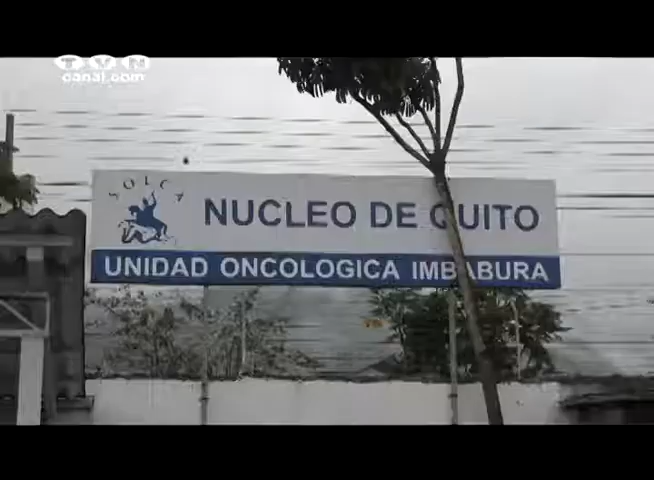 TVN
canal.com
SOLCA
NUCLEO DE QUITO
UNIDAD ONCOLOGICA IMBABURA